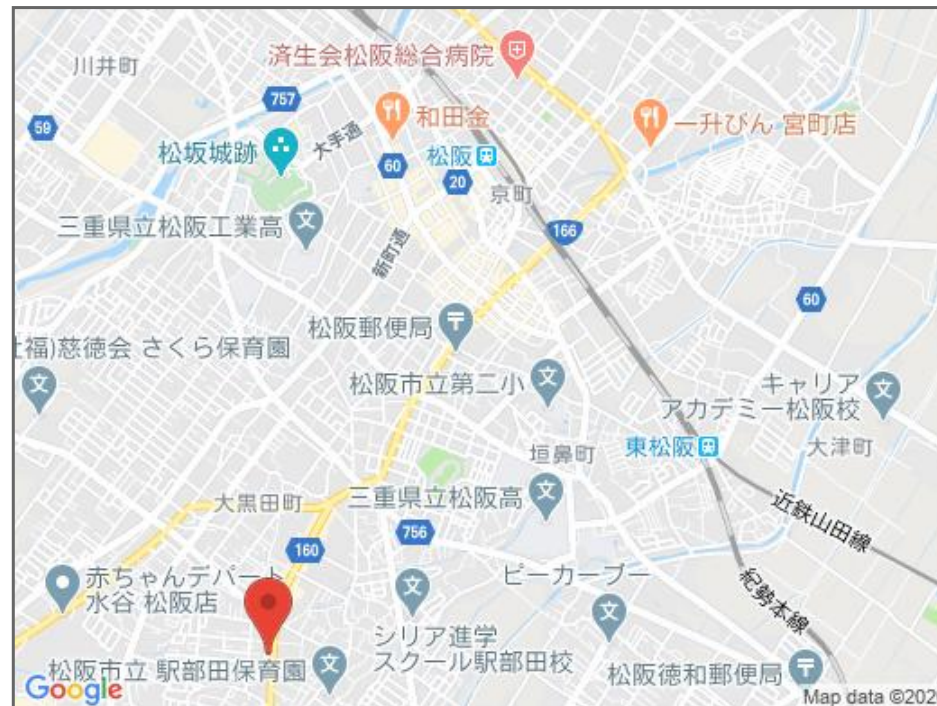 済生会松阪総合病院
川井町
757
59
和田金
一升びん 宮町店
大手通
松坂城跡
60
松阪
20
京町
三重県立松阪工業高
新町通
166
60
松阪郵便局
社福)慈徳会 さくら保育園
松阪市立第二小
キャリア
アカデミー松阪校
東松阪
垣鼻町
大津町
大黒田町
三重県立松阪高
756
160
近鉄山田線
赤ちゃんデパート
水谷 松阪店
ピーカーブー
紀勢本線
シリア進学
スクール駅部田校
松阪市立 駅部田保育園
松阪徳和郵便局
Google
Map data ©202